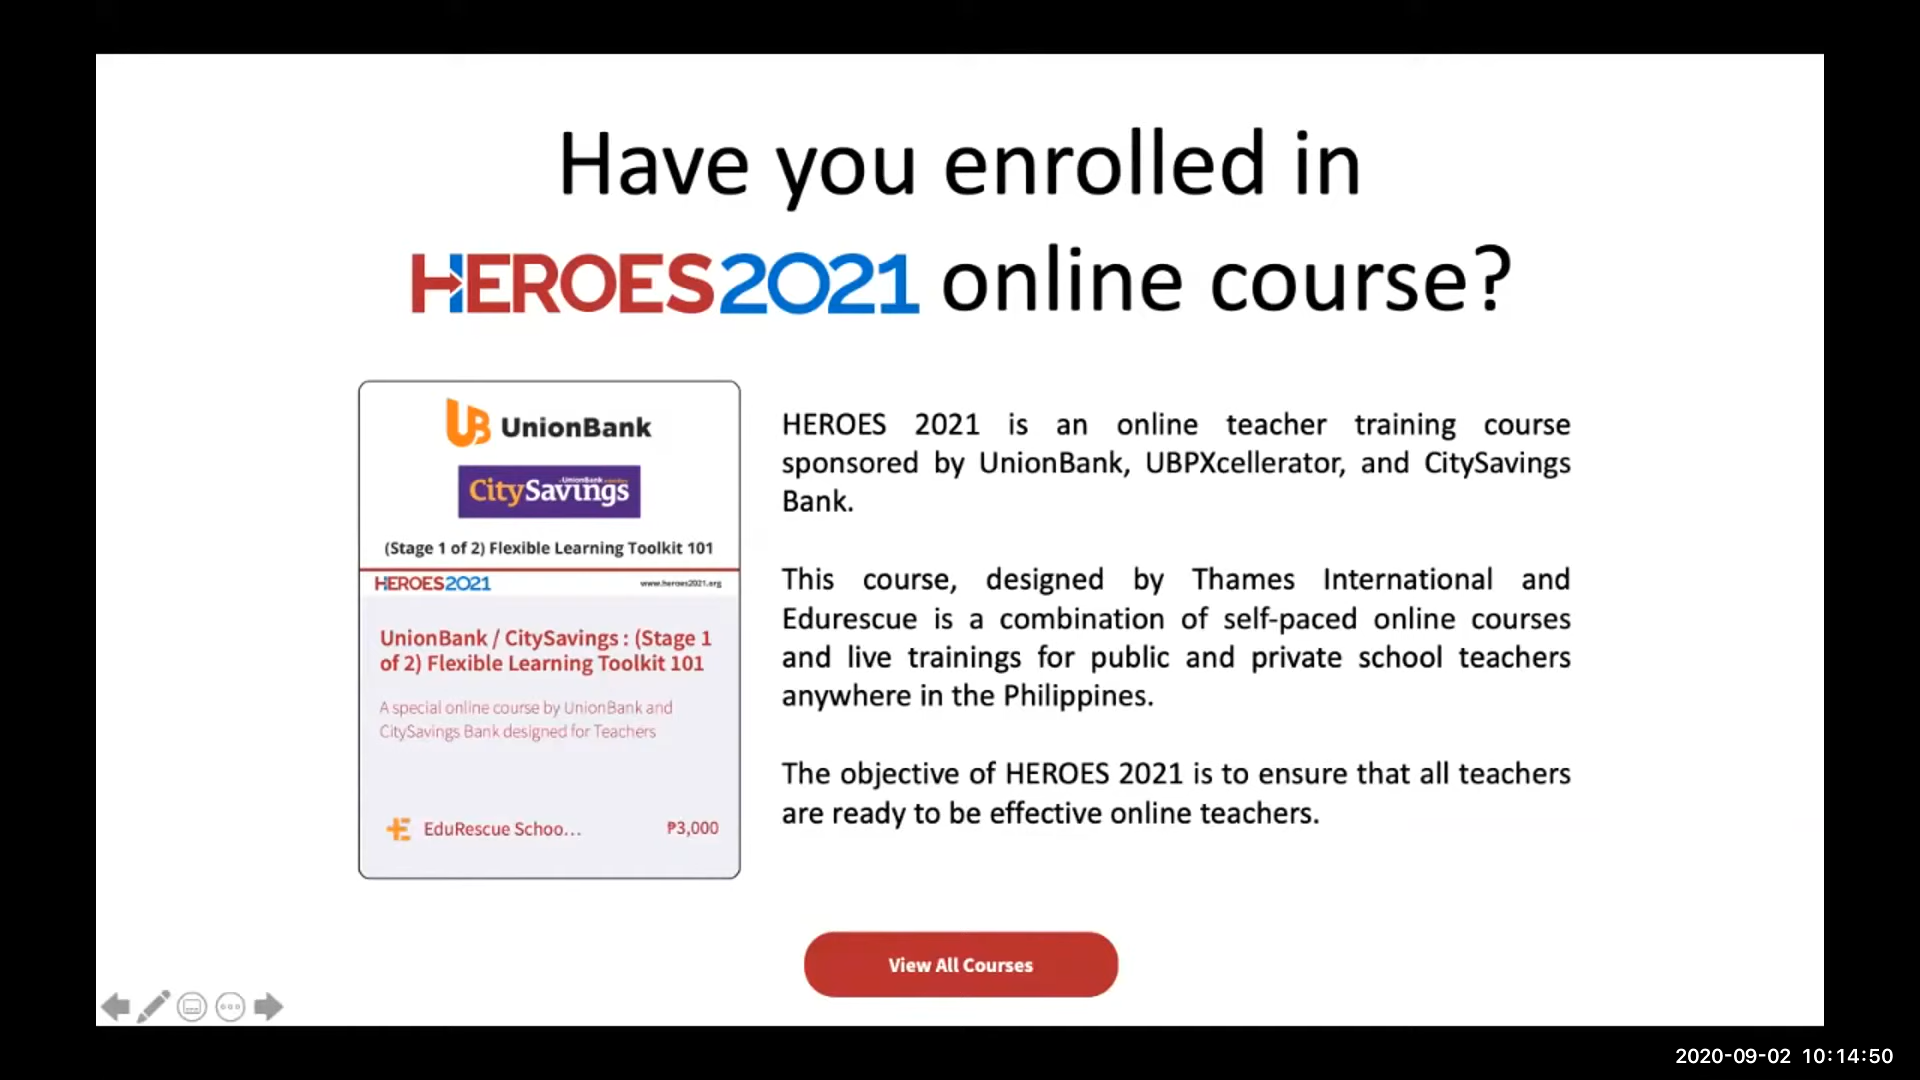 Have you enrolled in
HEROES2021 online course?
UB UnionBank
UnionBank
CitySavings
(Stage 1 of 2) Flexible Learning Toolkit 101
HEROES2021 www.heroes2021.org
UnionBank / CitySavings : (Stage 1
of 2) Flexible Learning Toolkit 101
A special online course by UnionBank and
CitySavings Bank designed for Teachers
EduRescue Schoo... ₱3,000
HEROES 2021 is an online teacher training course
sponsored by UnionBank, UBPXcellerator, and CitySavings
Bank.
This course, designed by Thames International and
Edurescue is a combination of self-paced online courses
and live trainings for public and private school teachers
anywhere in the Philippines.
The objective of HEROES 2021 is to ensure that all teachers
are ready to be effective online teachers.
View All Courses
2020-09-02 10:14:50